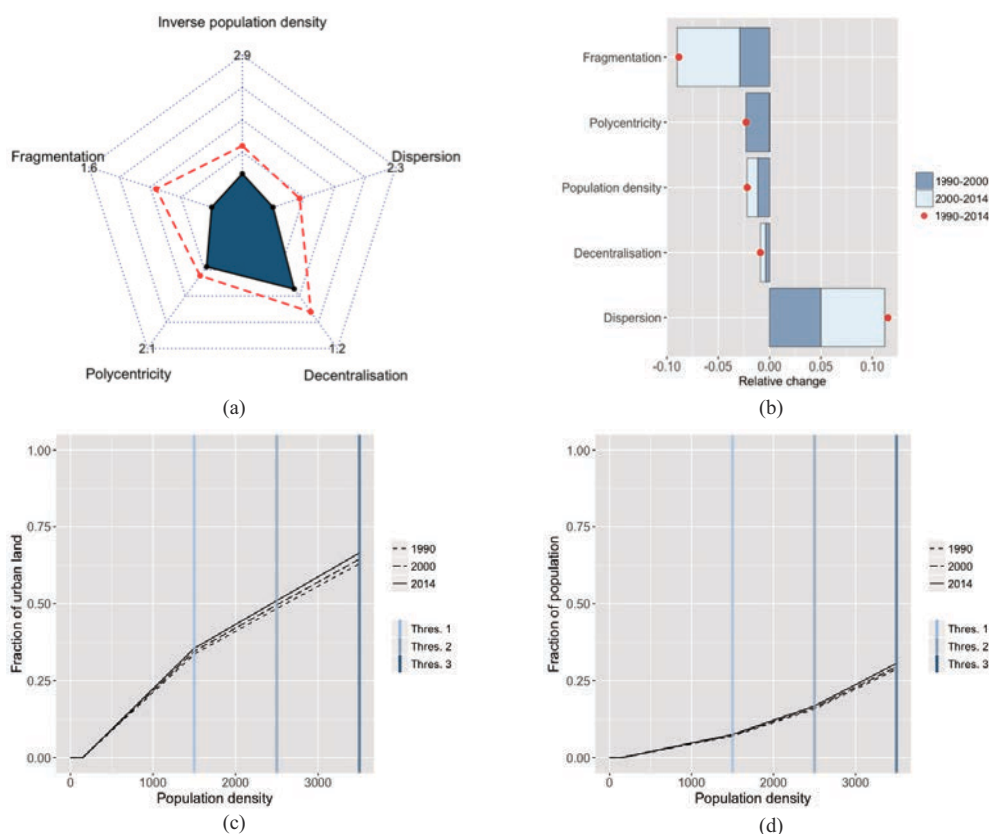 Inverse population density
2.9
Fragmentation
1.6
Dispersion
2.3
2.1
Polycentricity
1.2
Decentralisation
(a)
Fragmentation
Polycentricity
Population density
Decentralisation
Dispersion
-0.10
-0.05
0.00
0.05
0.10
Relative change
1990-2000
2000-2014
1990-2014
(b)
1.00
0.75
0.50
0.25
0.00
Fraction of urban land
0
1000
2000
3000
Population density
1990
2000
2014
Thres. 1
Thres. 2
Thres. 3
(c)
1.00
0.75
0.50
0.25
0.00
Fraction of population
0
1000
2000
3000
Population density
1990
2000
2014
Thres. 1
Thres. 2
Thres. 3
(d)